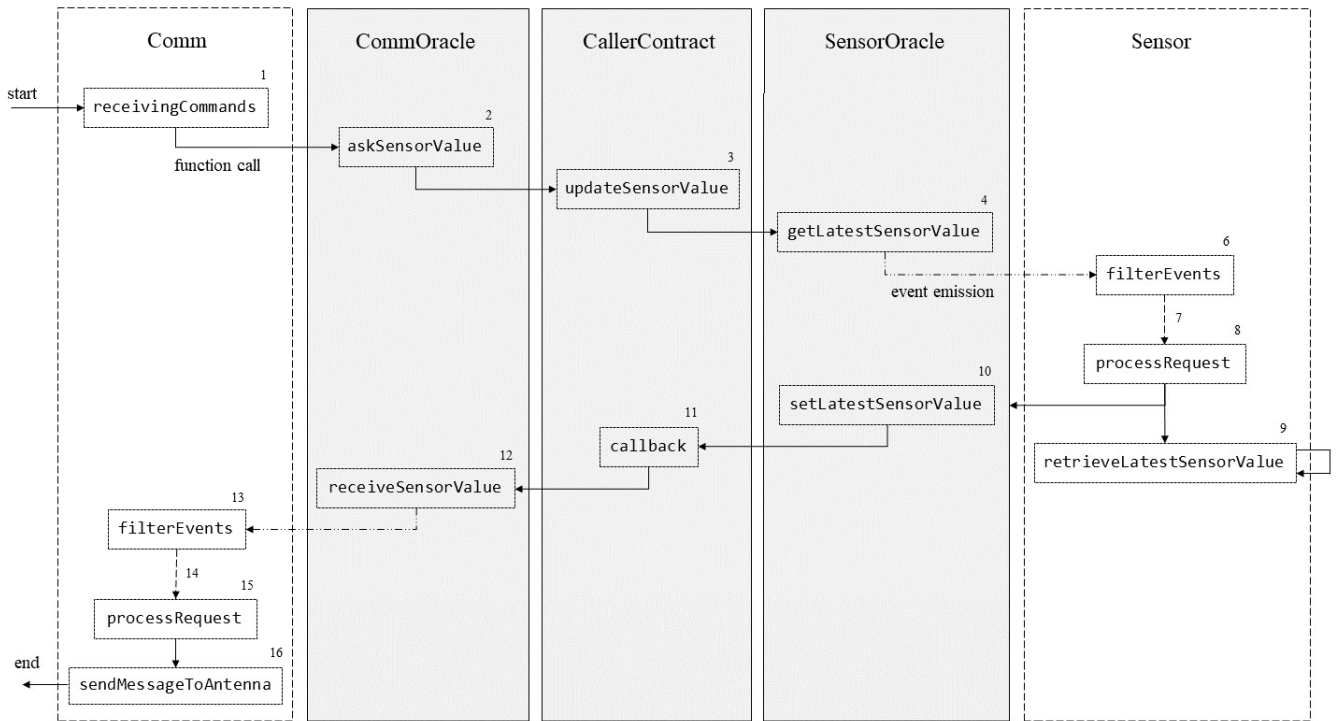 Comm
CommOracle
CallerContract
SensorOracle
Sensor
start
1
receivingCommands
function call
2
askSensorValue
3
updateSensorValue
4
getLatestSensorValue
event emission
6
filterEvents
7
8
processRequest
9
retrieveLatestSensorValue
10
setLatestSensorValue
11
callback
12
receiveSensorValue
13
filterEvents
14
15
processRequest
16
sendMessageToAntenna
end